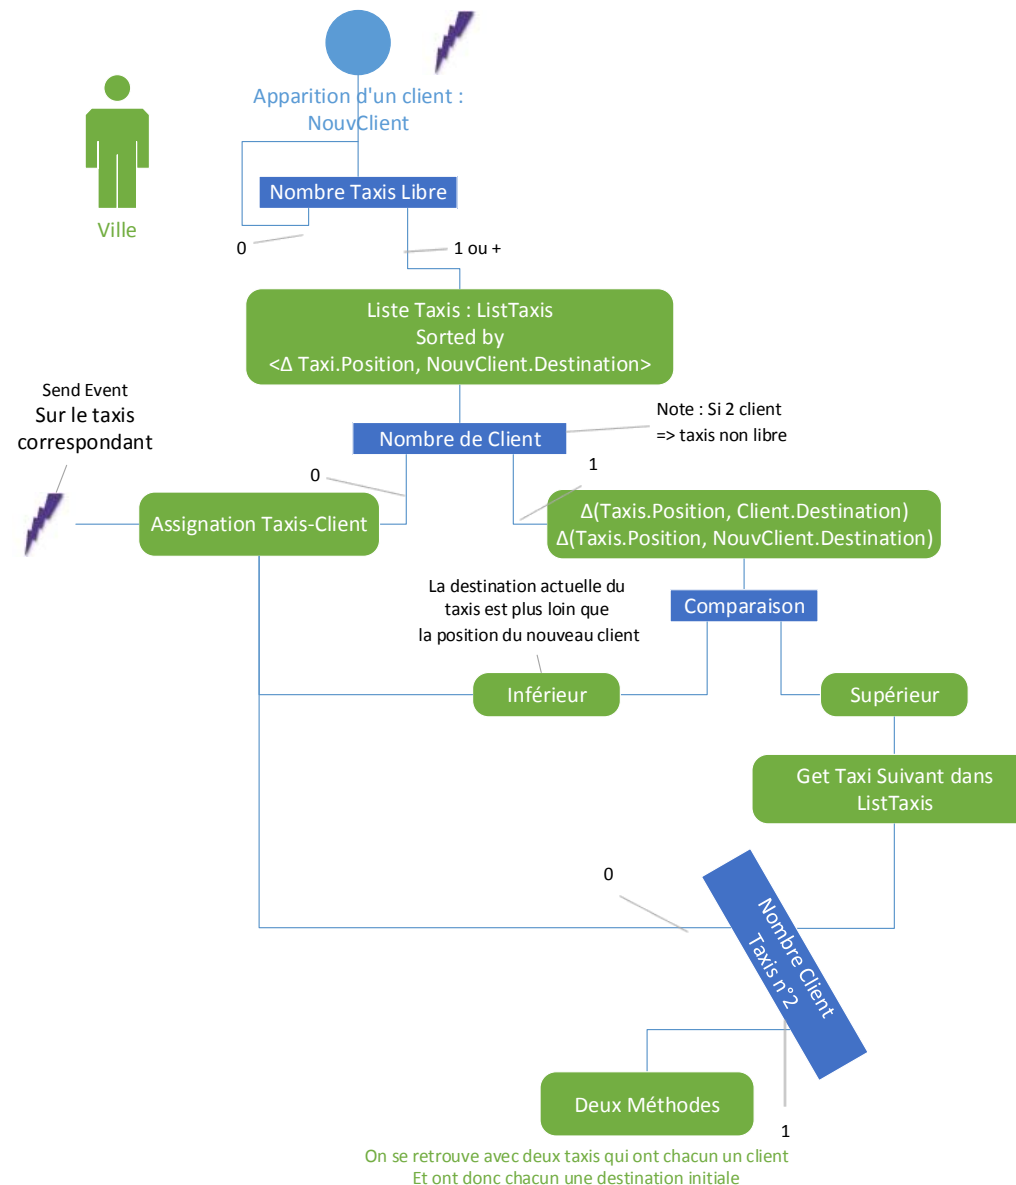 Apparition d'un client :
NouvClient
Ville
Nombre Taxis Libre
0
1 ou +
Liste Taxis : ListTaxis
Sorted by
<Δ Taxi.Position, NouvClient.Destination>
Send Event
Sur le taxis
correspondant
Nombre de Client
Note : Si 2 client
=> taxis non libre
0
1
Assignation Taxis-Client
Δ(Taxis.Position, Client.Destination)
Δ(Taxis.Position, NouvClient.Destination)
La destination actuelle du
taxis est plus loin que
la position du nouveau client
Comparaison
Inférieur
Supérieur
Get Taxi Suivant dans
ListTaxis
0
Nombre Client
Taxis n°2
Deux Méthodes
1
On se retrouve avec deux taxis qui ont chacun un client
Et ont donc chacun une destination initiale